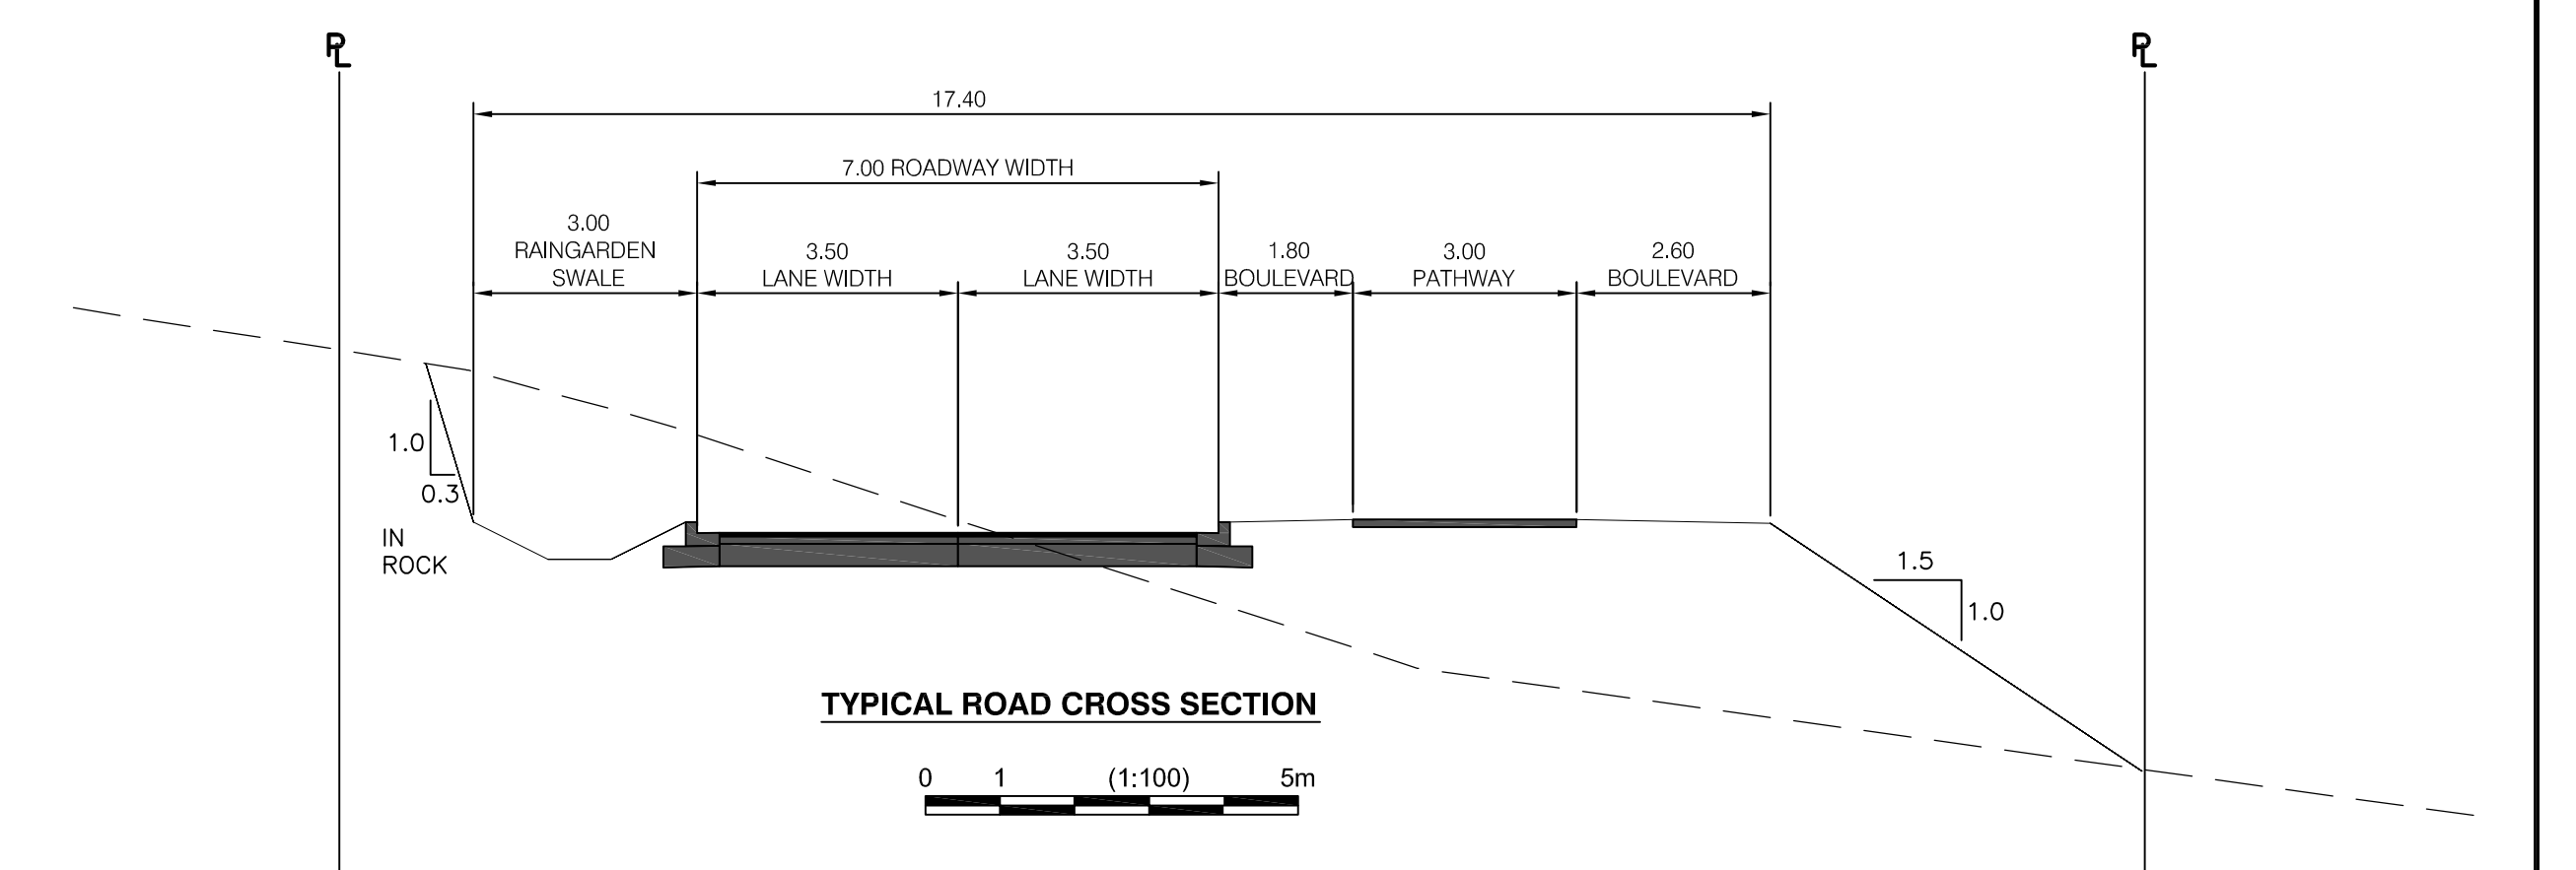 PL
PL
17.40
7.00 ROADWAY WIDTH
3.00
RAINGARDEN
SWALE
3.50
LANE WIDTH
3.50
LANE WIDTH
1.80
BOULEVARD
3.00
PATHWAY
2.60
BOULEVARD
1.0
0.3
IN
ROCK
1.5
1.0
TYPICAL ROAD CROSS SECTION
0 1 (1:100) 5m